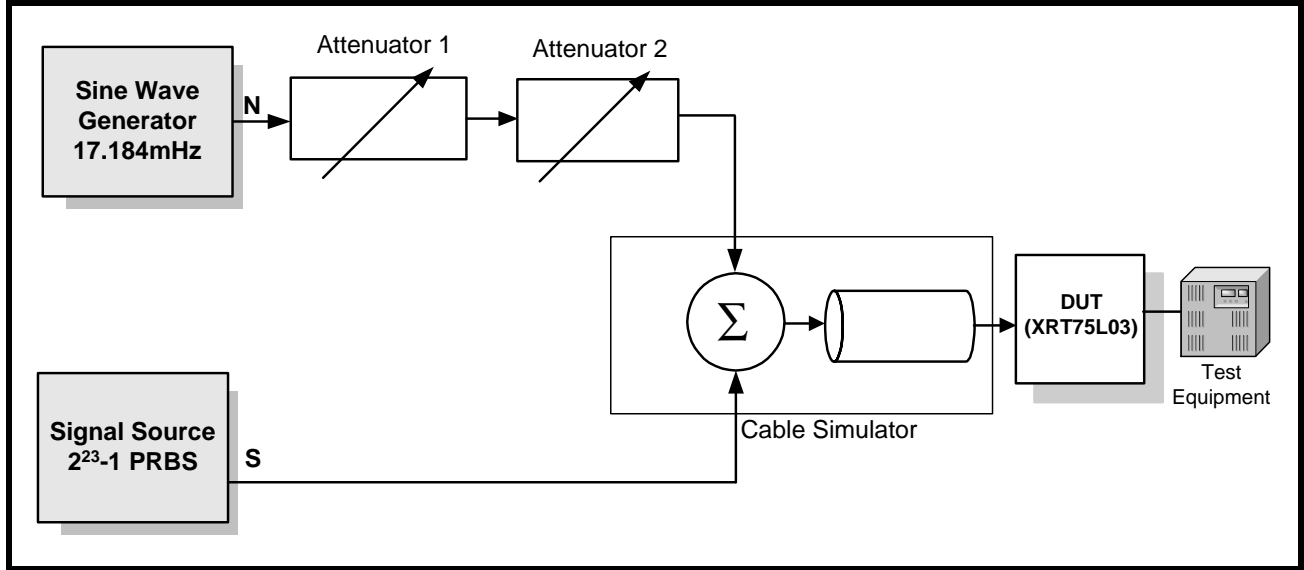 Attenuator 1
Attenuator 2
Sine Wave
Generator
17.184mHz
N
Σ
DUT
(XRT75L03)
Test
Equipment
Cable Simulator
Signal Source
2²³-1 PRBS
S